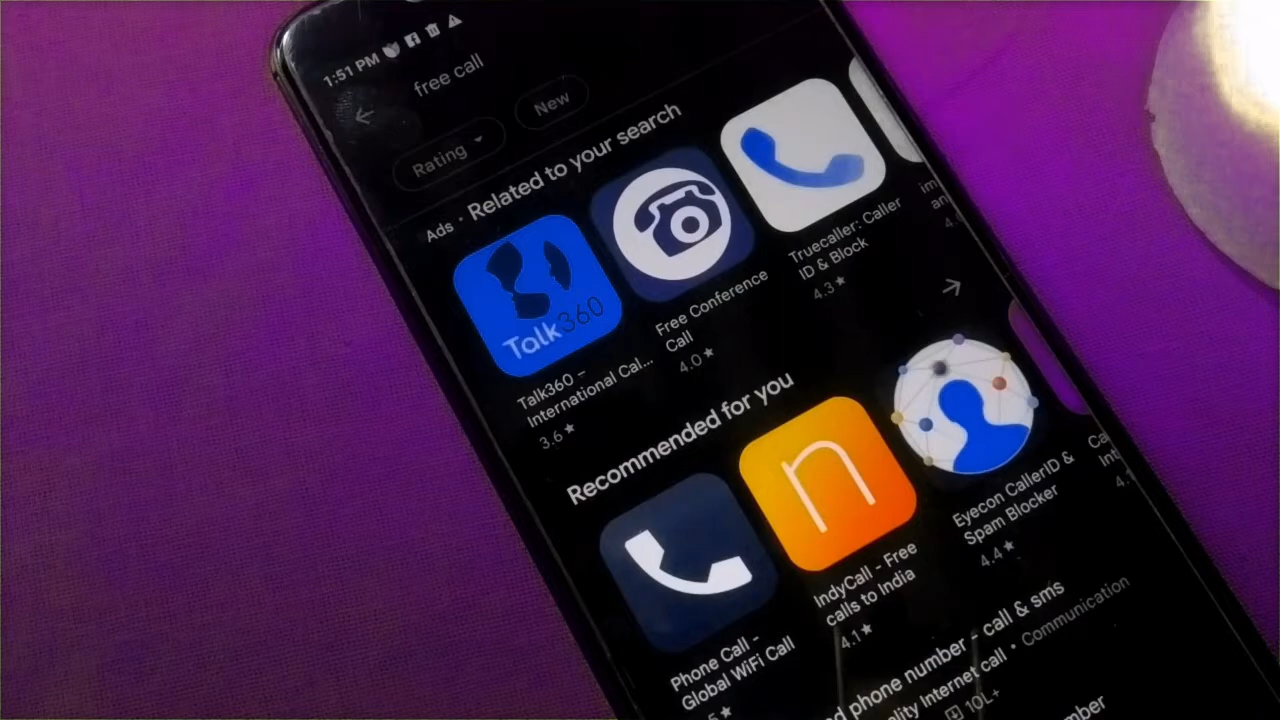 1:51 PM
free call
Rating
New
Ads · Related to your search
Talk360
Talk360 –
International Cal...
3.6★
Free Conference
Call
4.0★
Truecaller: Caller
ID & Block
4.3★
Recommended for you
Phone Call -
Global WiFi Call
n
IndyCall - Free
calls to India
4.1★
Eyecon CallerID &
Spam Blocker
4.4★
phone number - call & sms
Internet call · Communication
10L+